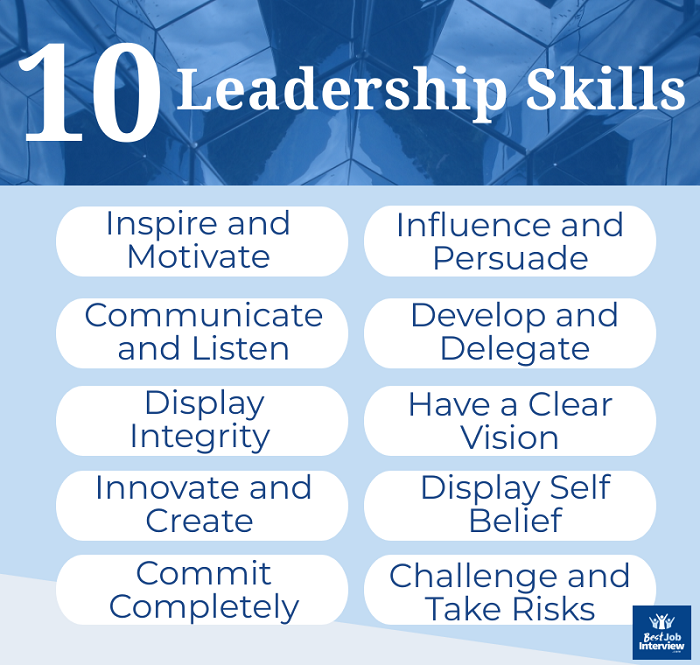 10 Leadership Skills
Inspire and
Motivate
Influence and
Persuade
Communicate
and Listen
Develop and
Delegate
Display
Integrity
Have a Clear
Vision
Innovate and
Create
Display Self
Belief
Commit
Completely
Challenge and
Take Risks
Best Job
Interview
.com